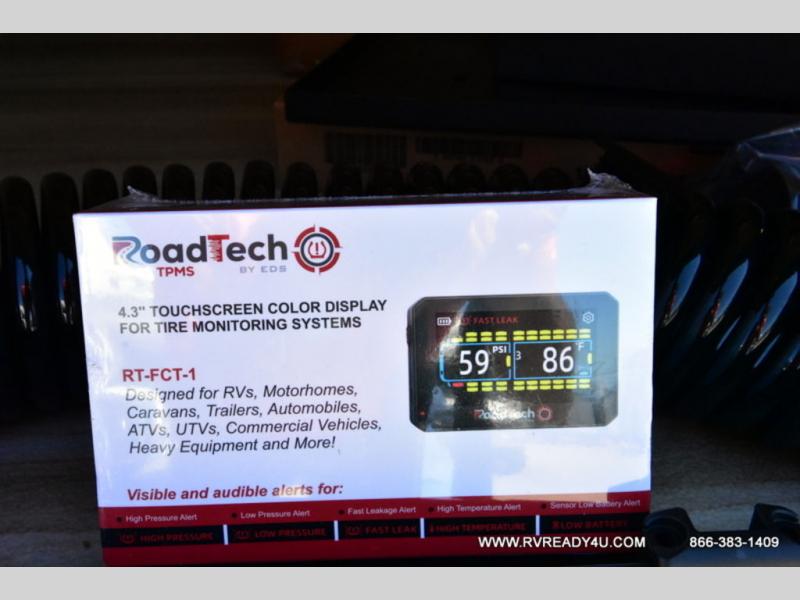 RoadTech
TPMS
BY EDS
4.3" TOUCHSCREEN COLOR DISPLAY
FOR TIRE MONITORING SYSTEMS
RT-FCT-1
Designed for RVs, Motorhomes,
Caravans, Trailers, Automobiles,
ATVs, UTVs, Commercial Vehicles,
Heavy Equipment and More!
FAST LEAK
59 PSI 3 86 °F
RoadTech
Visible and audible alerts for:
High Pressure Alert Low Pressure Alert Fast Leakage Alert High Temperature Alert Sensor Low Battery Alert
HIGH PRESSURE LOW PRESSURE FAST LEAK HIGH TEMPERATURE LOW BATTERY
WWW.RVREADY4U.COM 866-383-1409